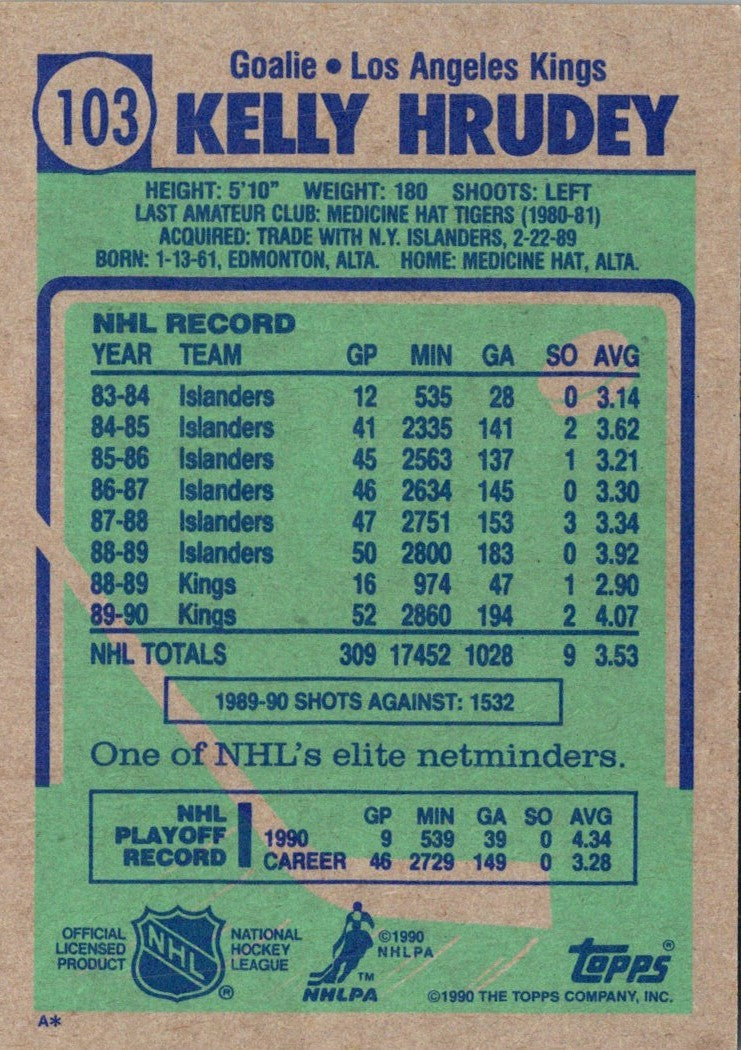 103
Goalie • Los Angeles Kings
KELLY HRUDEY
HEIGHT: 5'10" WEIGHT: 180 SHOOTS: LEFT
LAST AMATEUR CLUB: MEDICINE HAT TIGERS (1980-81)
ACQUIRED: TRADE WITH N.Y. ISLANDERS, 2-22-89
BORN: 1-13-61, EDMONTON, ALTA. HOME: MEDICINE HAT, ALTA.
NHL RECORD
YEAR TEAM GP MIN GA SO AVG
83-84 Islanders 12 535 28 0 3.14
84-85 Islanders 41 2335 141 2 3.62
85-86 Islanders 45 2563 137 1 3.21
86-87 Islanders 46 2634 145 0 3.30
87-88 Islanders 47 2751 153 3 3.34
88-89 Islanders 50 2800 183 0 3.92
88-89 Kings 16 974 47 1 2.90
89-90 Kings 52 2860 194 2 4.07
NHL TOTALS 309 17452 1028 9 3.53
1989-90 SHOTS AGAINST: 1532
One of NHL's elite netminders.
NHL PLAYOFF RECORD
GP MIN GA SO AVG
1990 9 539 39 0 4.34
CAREER 46 2729 149 0 3.28
OFFICIAL
LICENSED
PRODUCT
NHL
®
NATIONAL
HOCKEY
LEAGUE
©1990
NHLPA
TM
NHLPA
TOPPS®
©1990 THE TOPPS COMPANY, INC.
A*